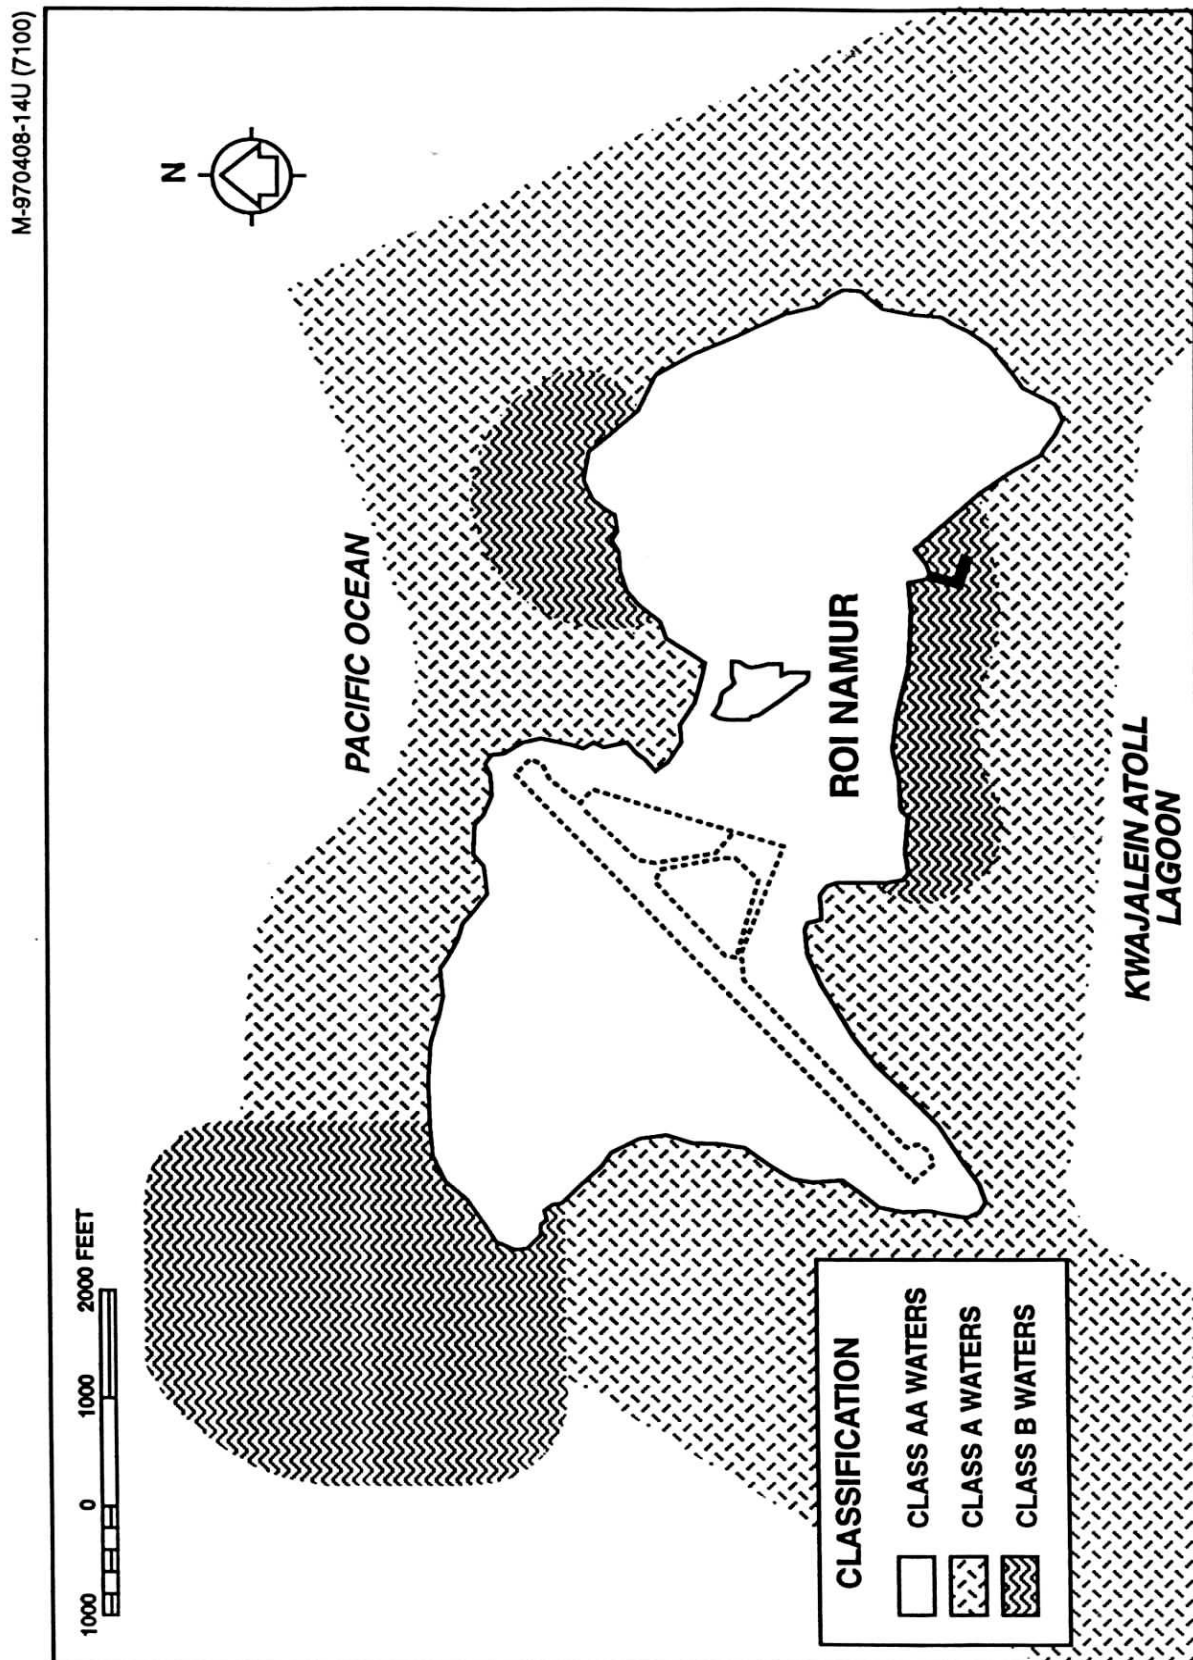 M-970408-14U (7100)
N
PACIFIC OCEAN
ROI NAMUR
KWAJALEIN ATOLL
LAGOON
1000 0 1000 2000 FEET
CLASSIFICATION
CLASS AA WATERS
CLASS A WATERS
CLASS B WATERS